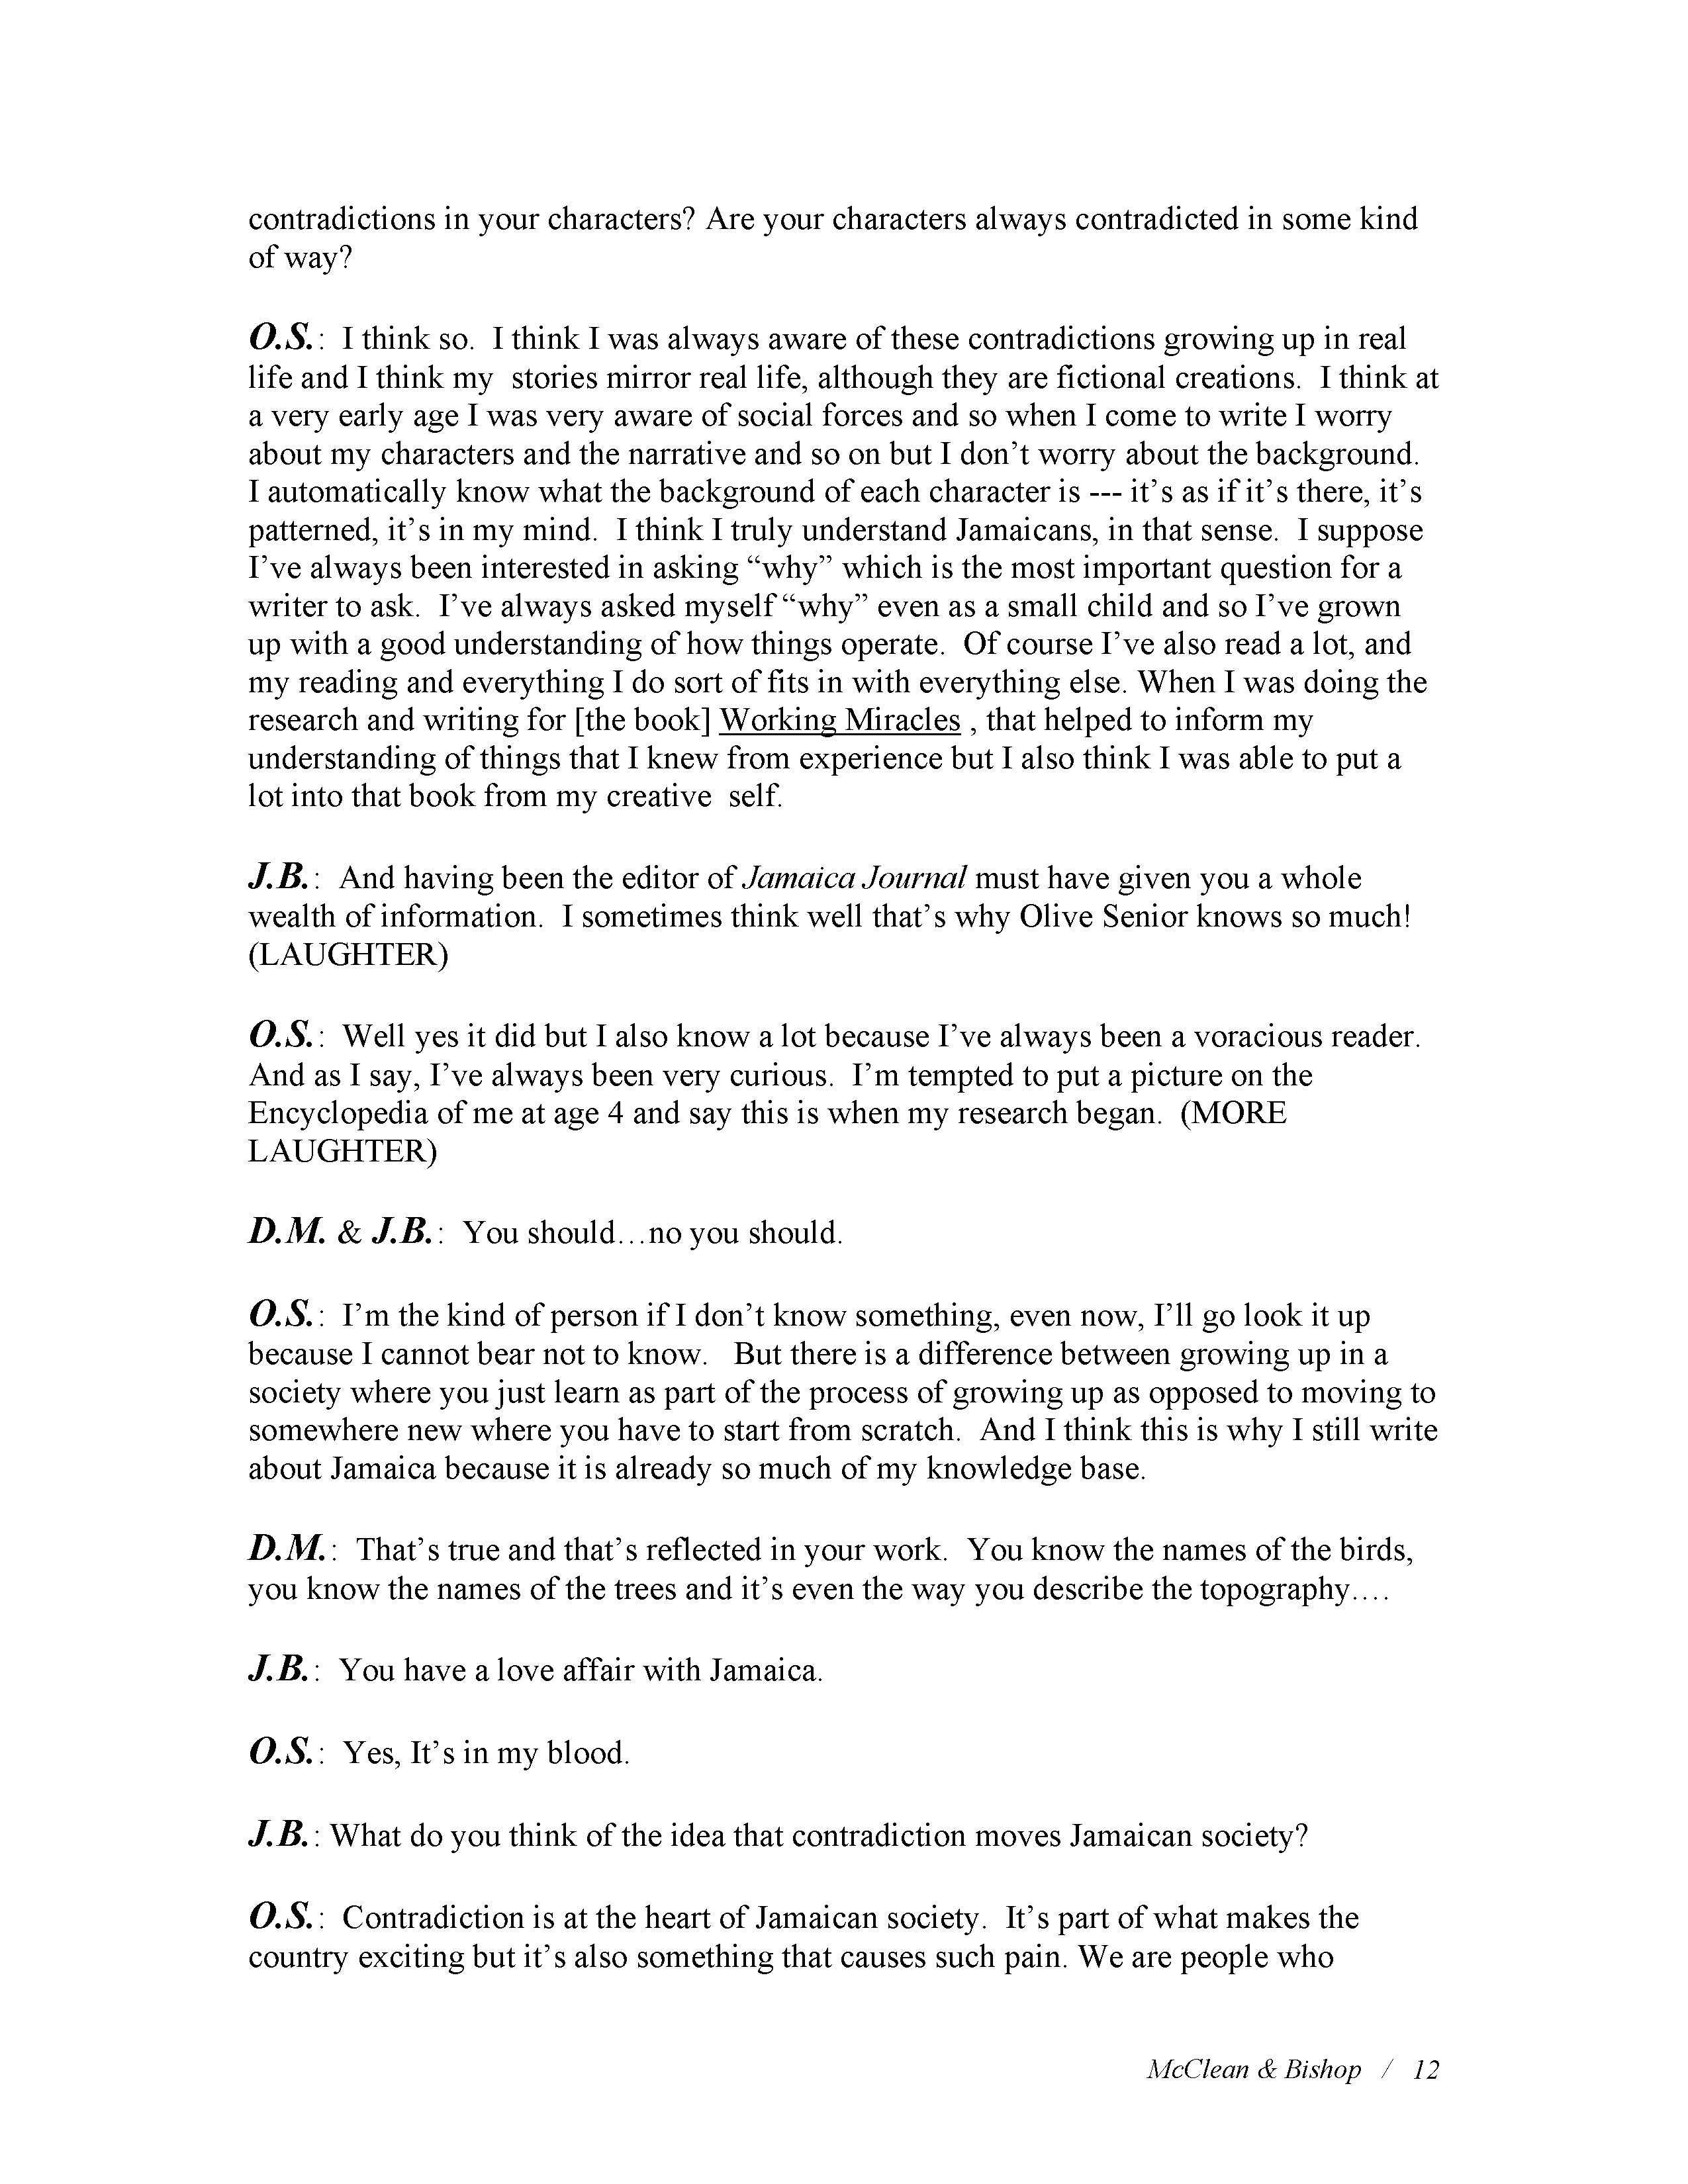 contradictions in your characters? Are your characters always contradicted in some kind
of way?
O.S.:  I think so.  I think I was always aware of these contradictions growing up in real
life and I think my  stories mirror real life, although they are fictional creations.  I think at
a very early age I was very aware of social forces and so when I come to write I worry
about my characters and the narrative and so on but I don’t worry about the background.
I automatically know what the background of each character is --- it’s as if it’s there, it’s
patterned, it’s in my mind.  I think I truly understand Jamaicans, in that sense.  I suppose
I’ve always been interested in asking “why” which is the most important question for a
writer to ask.  I’ve always asked myself “why” even as a small child and so I’ve grown
up with a good understanding of how things operate.  Of course I’ve also read a lot, and
my reading and everything I do sort of fits in with everything else. When I was doing the
research and writing for [the book] Working Miracles , that helped to inform my
understanding of things that I knew from experience but I also think I was able to put a
lot into that book from my creative  self.
J.B.:  And having been the editor of Jamaica Journal must have given you a whole
wealth of information.  I sometimes think well that’s why Olive Senior knows so much!
(LAUGHTER)
O.S.:  Well yes it did but I also know a lot because I’ve always been a voracious reader.
And as I say, I’ve always been very curious.  I’m tempted to put a picture on the
Encyclopedia of me at age 4 and say this is when my research began.  (MORE
LAUGHTER)
D.M. & J.B.:  You should…no you should.
O.S.:  I’m the kind of person if I don’t know something, even now, I’ll go look it up
because I cannot bear not to know.   But there is a difference between growing up in a
society where you just learn as part of the process of growing up as opposed to moving to
somewhere new where you have to start from scratch.  And I think this is why I still write
about Jamaica because it is already so much of my knowledge base.
D.M.:  That’s true and that’s reflected in your work.  You know the names of the birds,
you know the names of the trees and it’s even the way you describe the topography….
J.B.:  You have a love affair with Jamaica.
O.S.:  Yes, It’s in my blood.
J.B.: What do you think of the idea that contradiction moves Jamaican society?
O.S.:  Contradiction is at the heart of Jamaican society.  It’s part of what makes the
country exciting but it’s also something that causes such pain. We are people who
McClean & Bishop  /  12